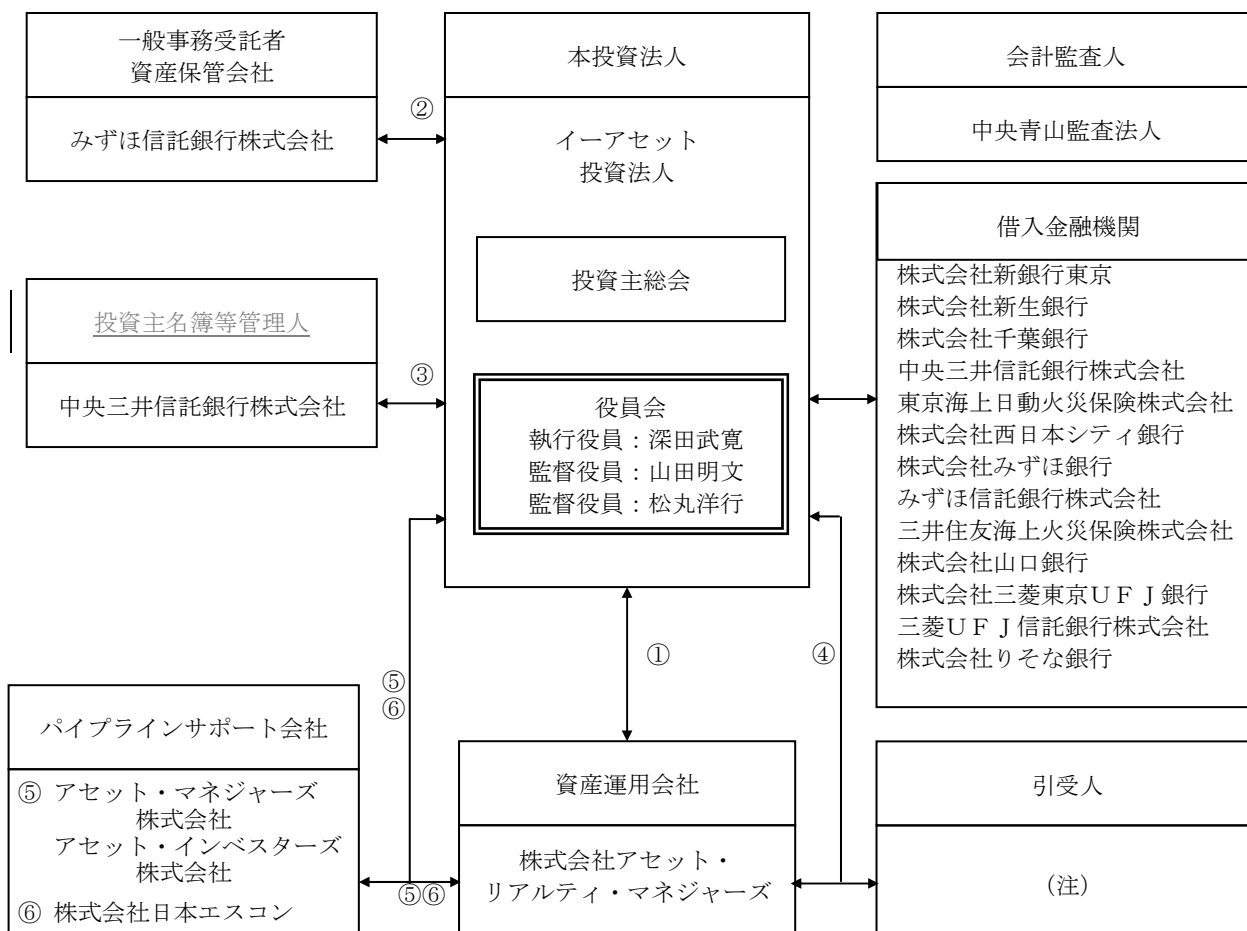 一般事務受託者
資産保管会社
みずほ信託銀行株式会社
②
本投資法人
イーアセット
投資法人
投資主総会
会計監査人
中央青山監査法人
投資主名簿等管理人
中央三井信託銀行株式会社
③
役員会
執行役員：深田武寛
監督役員：山田明文
監督役員：松丸洋行
借入金融機関
株式会社新銀行東京
株式会社新生銀行
株式会社千葉銀行
中央三井信託銀行株式会社
東京海上日動火災保険株式会社
株式会社西日本シティ銀行
株式会社みずほ銀行
みずほ信託銀行株式会社
三井住友海上火災保険株式会社
株式会社山口銀行
株式会社三菱東京ＵＦＪ銀行
三菱ＵＦＪ信託銀行株式会社
株式会社りそな銀行
①
④
⑤
⑥
パイプラインサポート会社
⑤ アセット・マネジャーズ
株式会社
アセット・インベスターズ
株式会社
⑥ 株式会社日本エスコン
⑤⑥
資産運用会社
株式会社アセット・
リアルティ・マネジャーズ
引受人
（注）